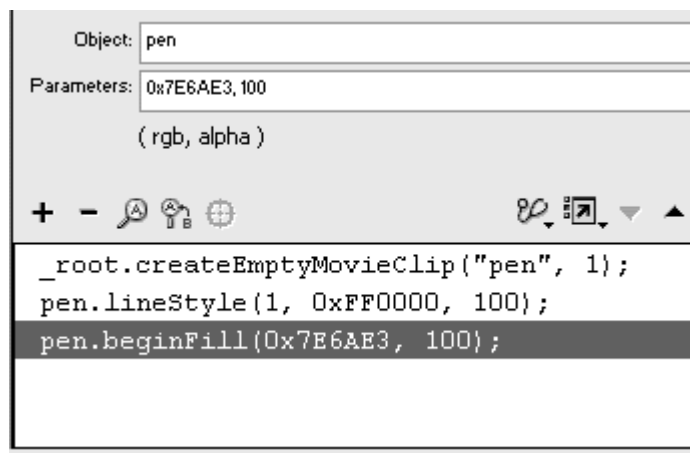 Object: pen
Parameters: 0x7E6AE3, 100
( rgb, alpha )
_root.createEmptyMovieClip("pen", 1);
pen.lineStyle(1, 0xFF0000, 100);
pen.beginFill(0x7E6AE3, 100);